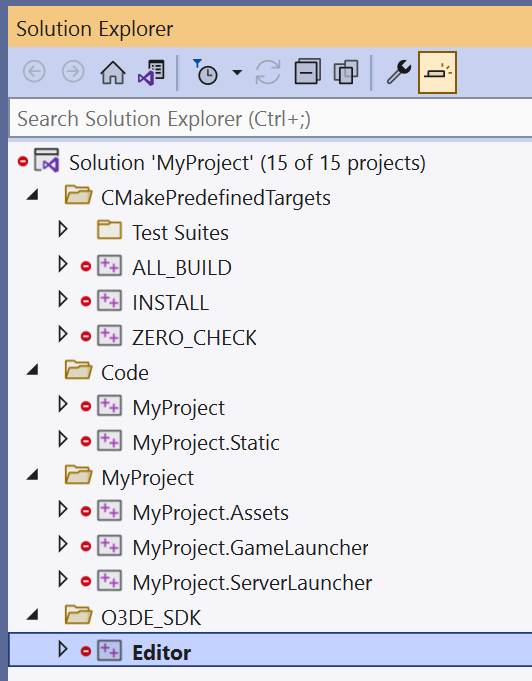 Solution Explorer
Search Solution Explorer (Ctrl+;)
Solution 'MyProject' (15 of 15 projects)
CMakePredefinedTargets
Test Suites
ALL_BUILD
INSTALL
ZERO_CHECK
Code
MyProject
MyProject.Static
MyProject
MyProject.Assets
MyProject.GameLauncher
MyProject.ServerLauncher
O3DE_SDK
Editor